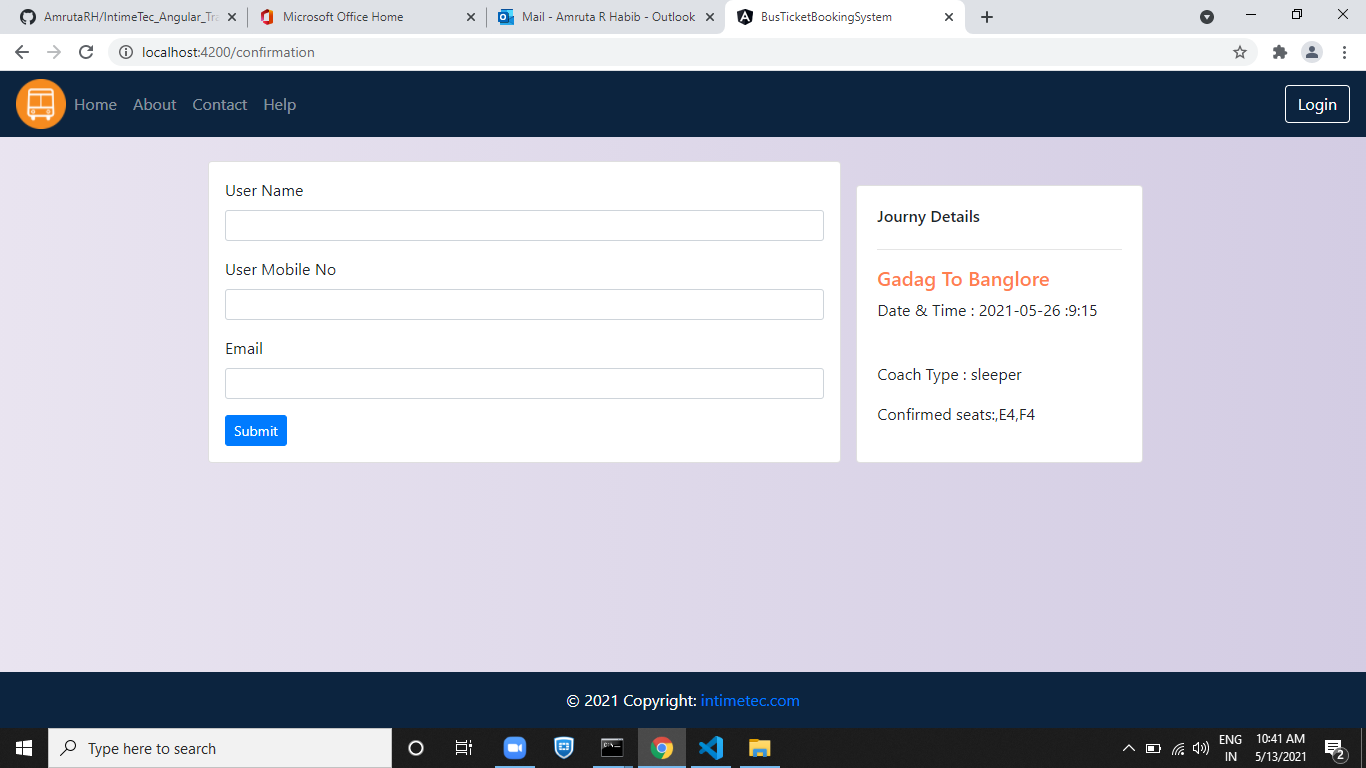 AmrutaRH/IntimeTec_Angular_Tra
Microsoft Office Home
Mail - Amruta R Habib - Outlook
BusTicketBookingSystem
localhost:4200/confirmation
Home About Contact Help
Login
User Name
User Mobile No
Email
Submit
Journy Details
Gadag To Banglore
Date & Time : 2021-05-26 :9:15
Coach Type : sleeper
Confirmed seats:,E4,F4
© 2021 Copyright: intimetec.com
Type here to search
ENG
IN
10:41 AM
5/13/2021
2